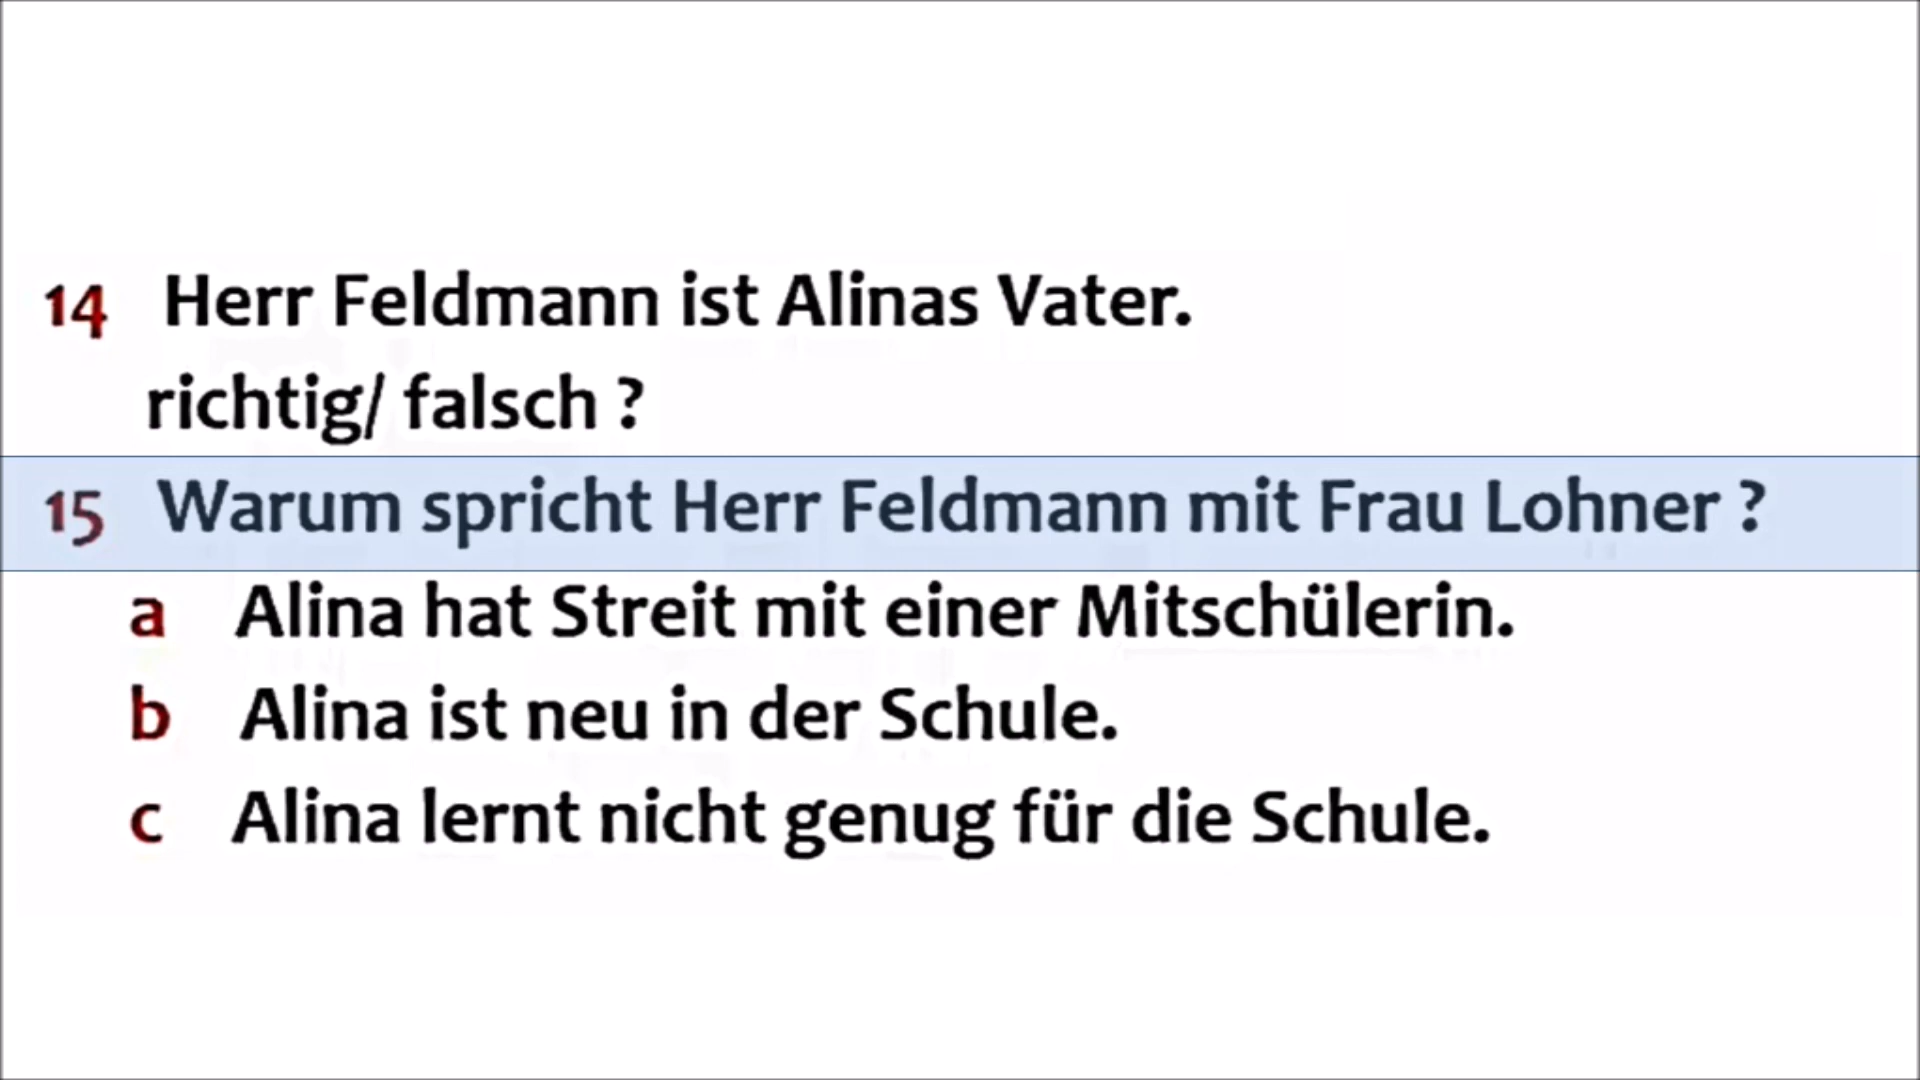 14 Herr Feldmann ist Alinas Vater.
richtig/ falsch ?
15 Warum spricht Herr Feldmann mit Frau Lohner ?
a Alina hat Streit mit einer Mitschülerin.
b Alina ist neu in der Schule.
c Alina lernt nicht genug für die Schule.